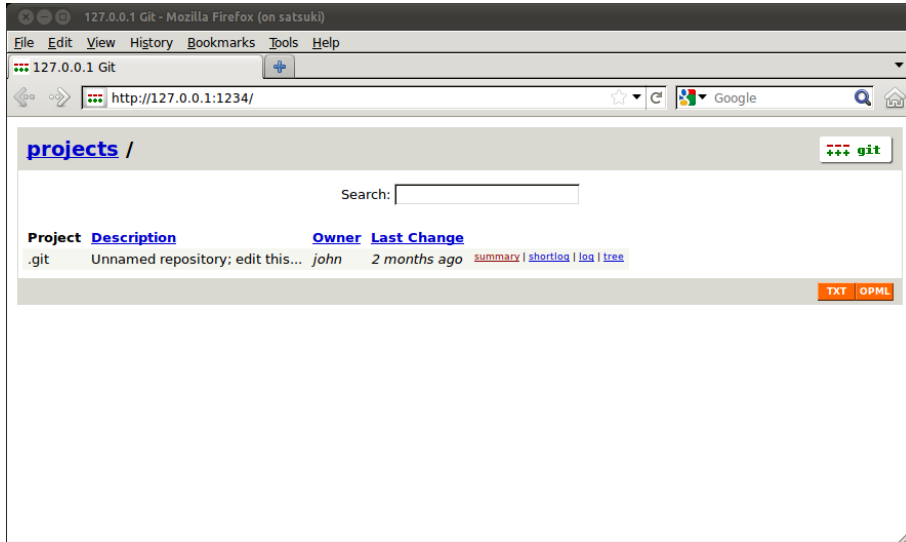 127.0.0.1 Git - Mozilla Firefox (on satsuki)
File Edit View History Bookmarks Tools Help
127.0.0.1 Git
http://127.0.0.1:1234/ Google
projects / git
Search:
Project Description Owner Last Change
.git Unnamed repository; edit this... john 2 months ago summary | shortlog | log | tree
TXT OPML